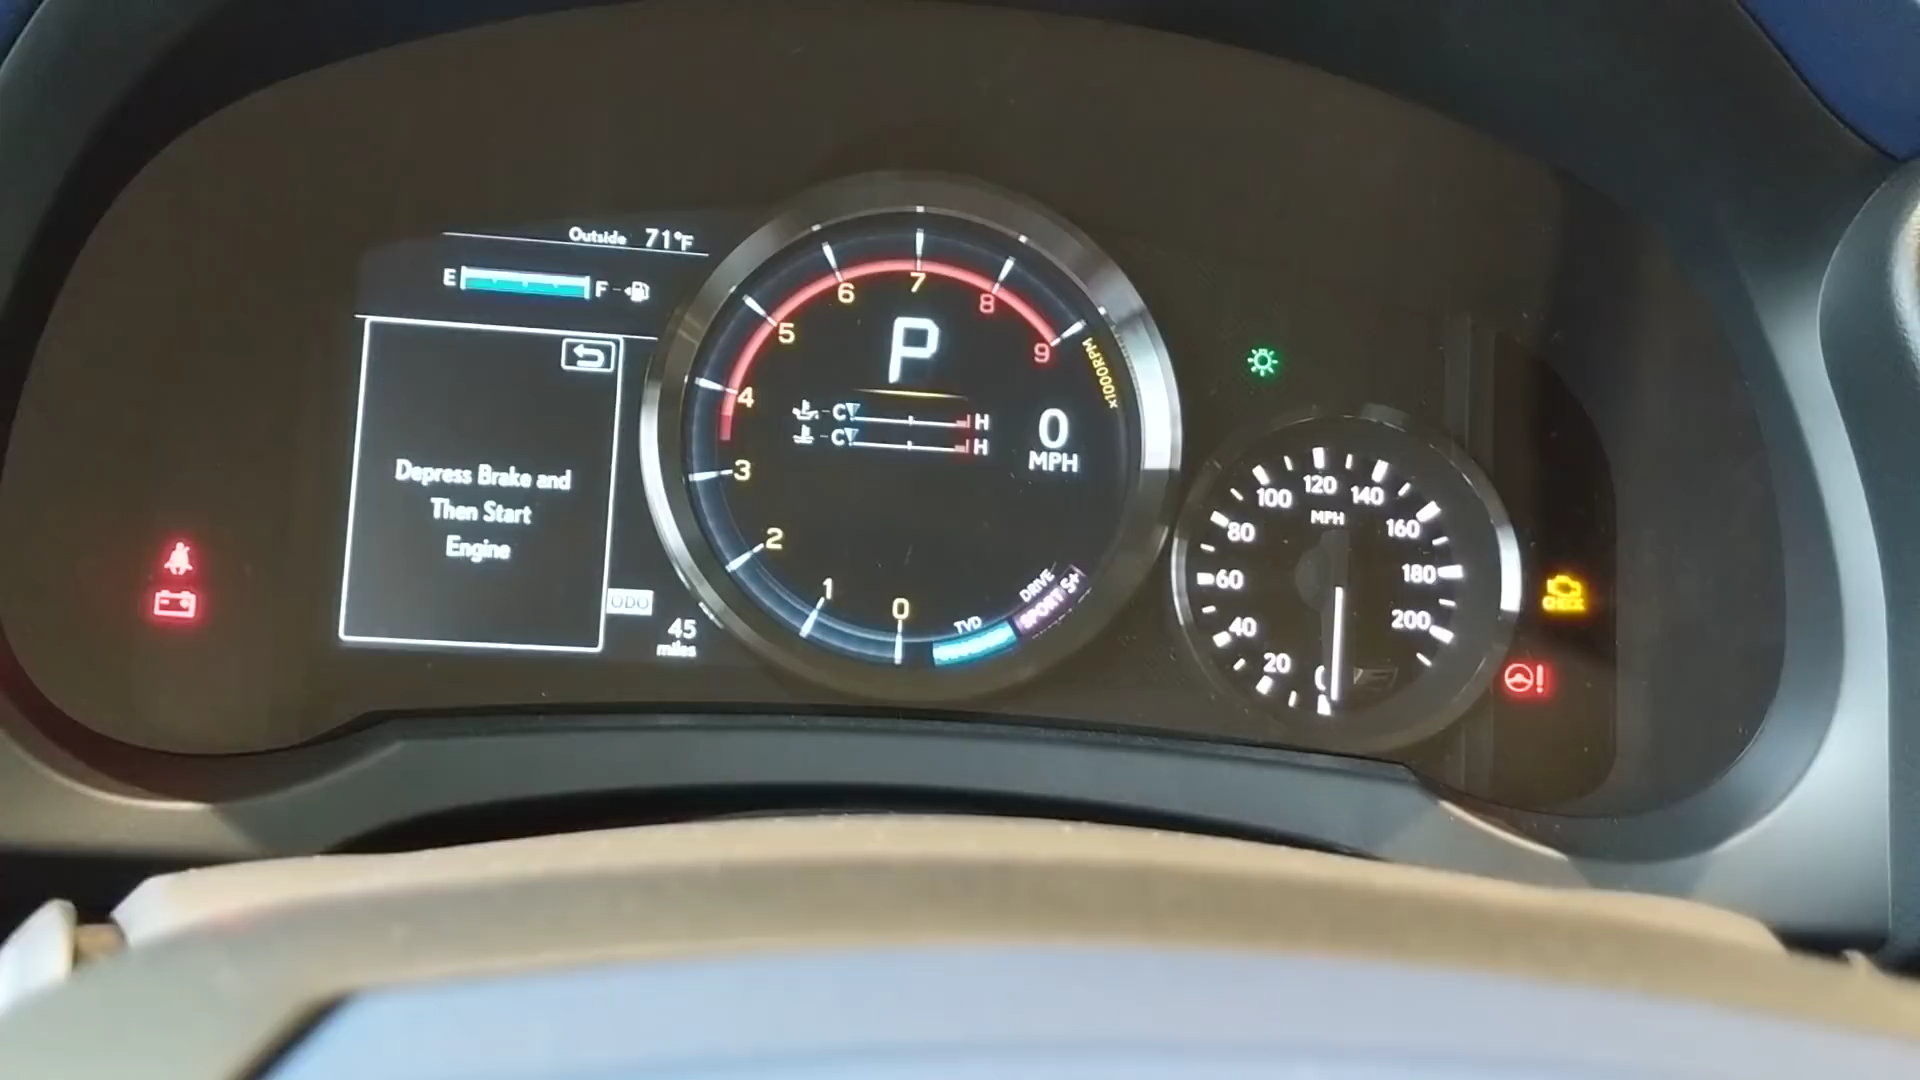 Outside 71°F
E F
Depress Brake and
Then Start
Engine
ODO
45
miles
P
C H
C H
0
MPH
0
1
2
3
4
5
6
7
8
9
x1000RPM
TVD
DRIVE
SPORT S+
0
20
40
60
80
100
120
140
160
180
200
MPH
CHECK